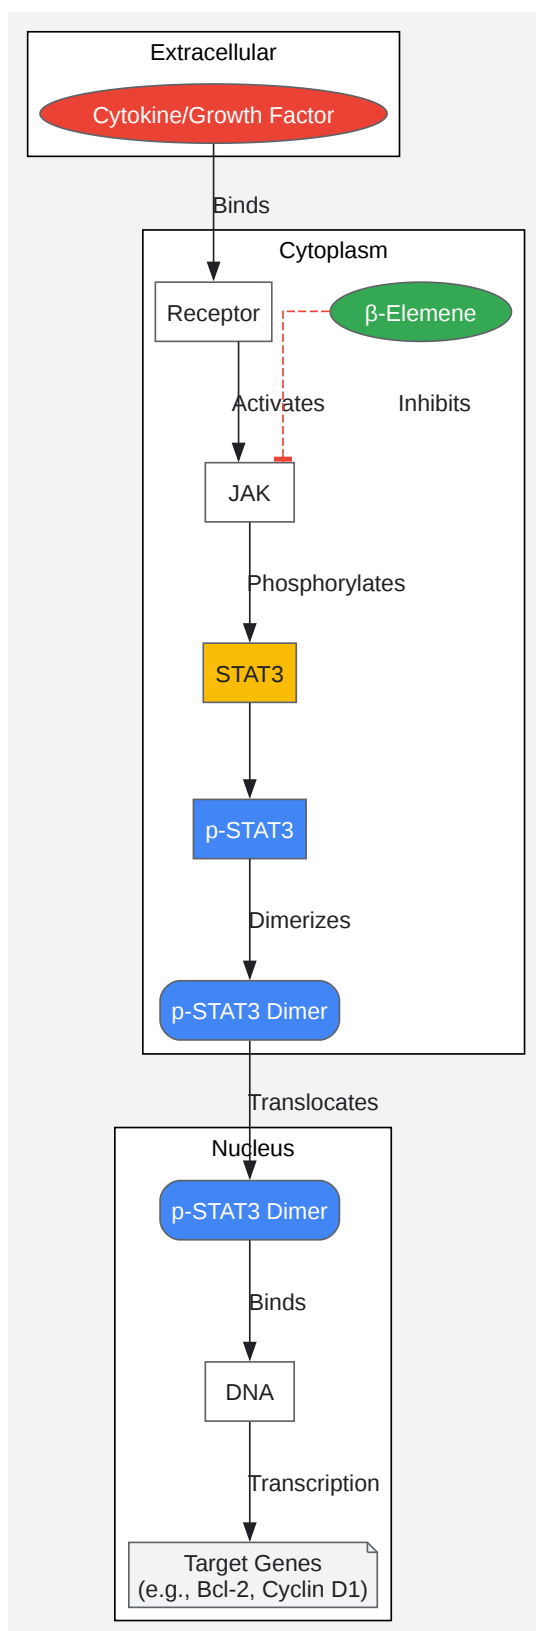 Extracellular
Cytokine/Growth Factor
Binds
Cytoplasm
Receptor
β-Elemene
Activates
Inhibits
JAK
Phosphorylates
STAT3
p-STAT3
Dimerizes
p-STAT3 Dimer
Translocates
Nucleus
p-STAT3 Dimer
Binds
DNA
Transcription
Target Genes
(e.g., Bcl-2, Cyclin D1)